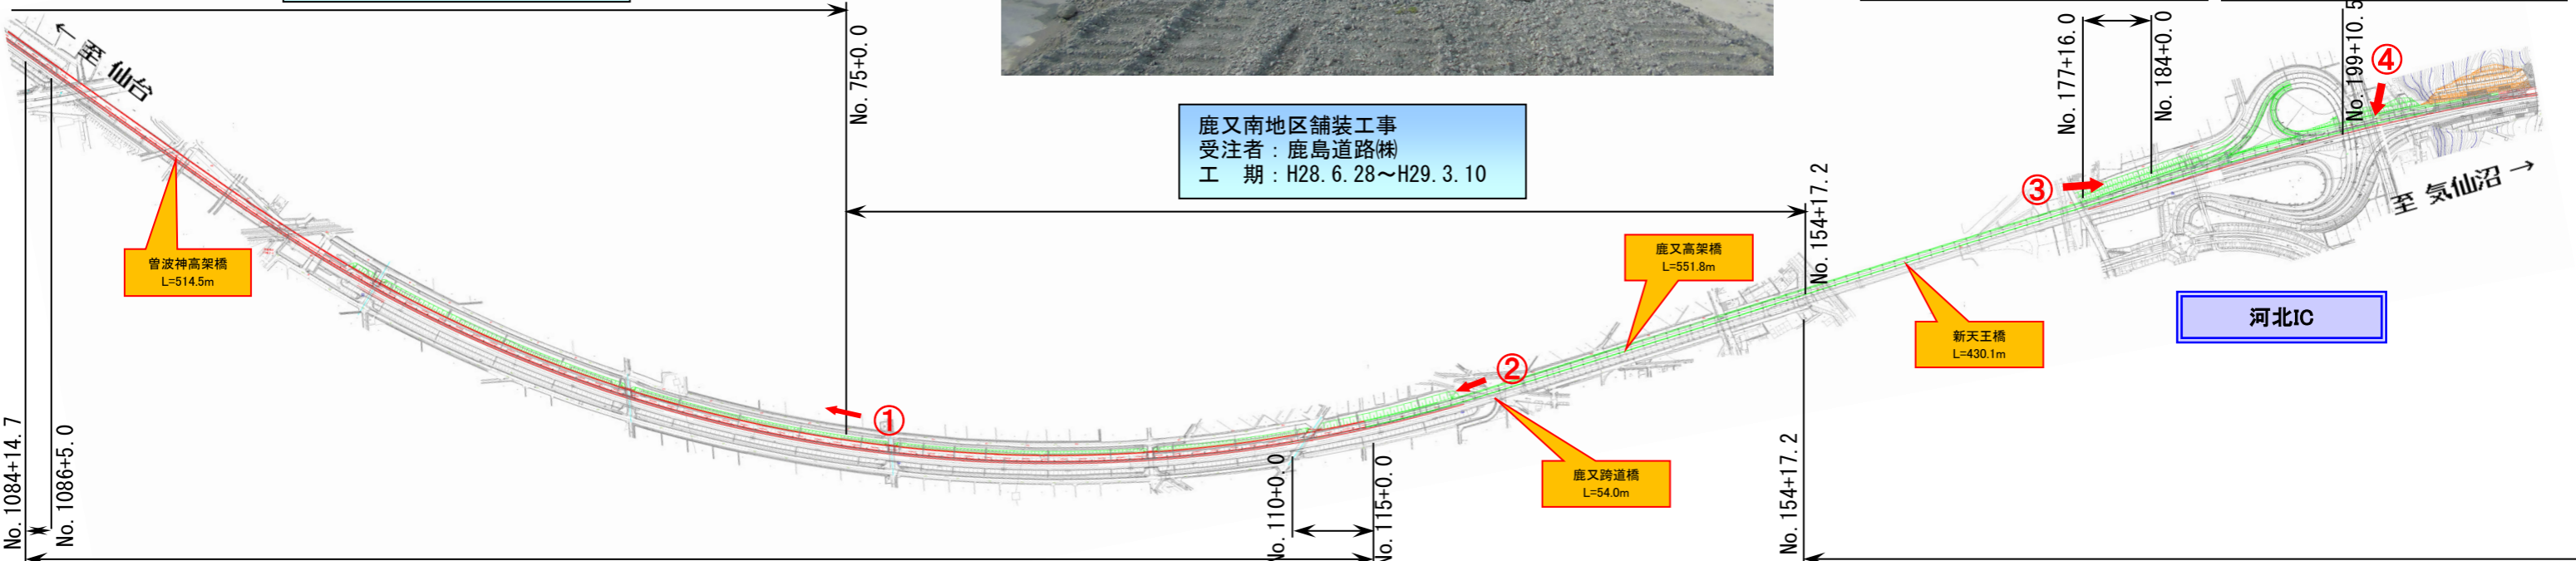 ← 至 仙台
No. 75+0. 0
No. 177+16. 0
No. 184+0. 0
No. 199+10. 5
④
鹿又南地区舗装工事
受注者：鹿島道路㈱
工　期：H28. 6. 28～H29. 3. 10
③
至 気仙沼 →
No. 154+17. 2
曽波神高架橋
L=514.5m
鹿又高架橋
L=551.8m
新天王橋
L=430.1m
河北IC
②
①
鹿又跨道橋
L=54.0m
No. 1084+14. 7
No. 1086+5. 0
No. 110+0. 0
No. 115+0. 0
No. 154+17. 2